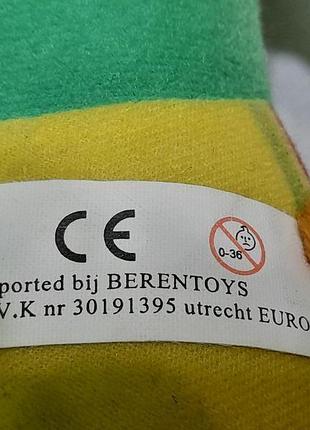 CE
0-36
ported bij BERENTOYS
V.K nr 30191395 utrecht EURO